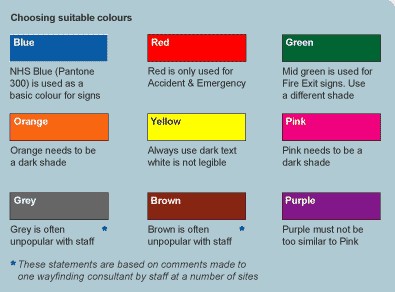 Choosing suitable colours
Blue
NHS Blue (Pantone
300) is used as a
basic colour for signs
Red
Red is only used for
Accident & Emergency
Green
Mid green is used for
Fire Exit signs. Use
a different shade
Orange
Orange needs to be
a dark shade
Yellow
Always use dark text
white is not legible
Pink
Pink needs to be a
dark shade
Grey
Grey is often *
unpopular with staff
Brown
Brown is often *
unpopular with staff
Purple
Purple must not be
too similar to Pink
* These statements are based on comments made to
one wayfinding consultant by staff at a number of sites